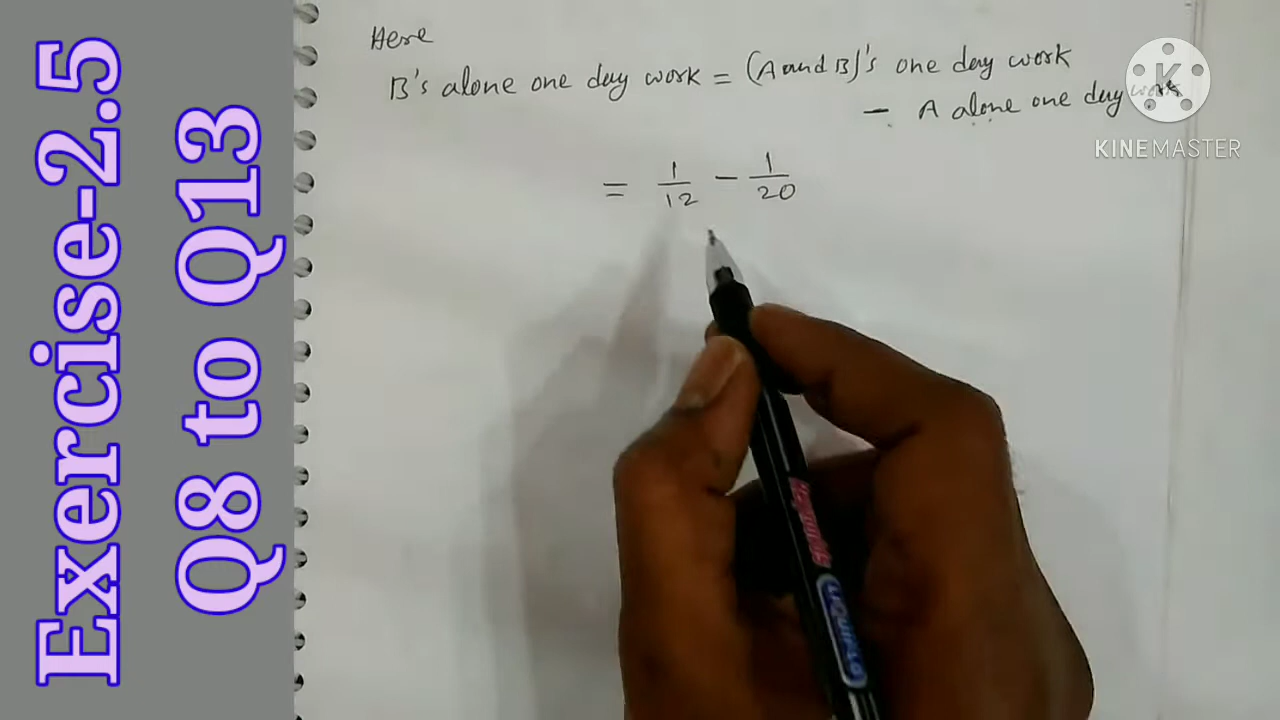 Exercise-2.5
Q8 to Q13
Here
B's alone one day work = (A and B)'s one day work
- A alone one day work
= 1/12 - 1/20
K
KINEMASTER